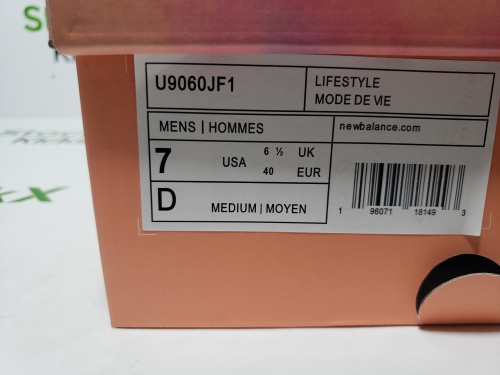 U9060JF1
LIFESTYLE
MODE DE VIE
MENS | HOMMES
newbalance.com
7 USA 6 ½ UK
40 EUR
D MEDIUM | MOYEN
1 96071 18149 3